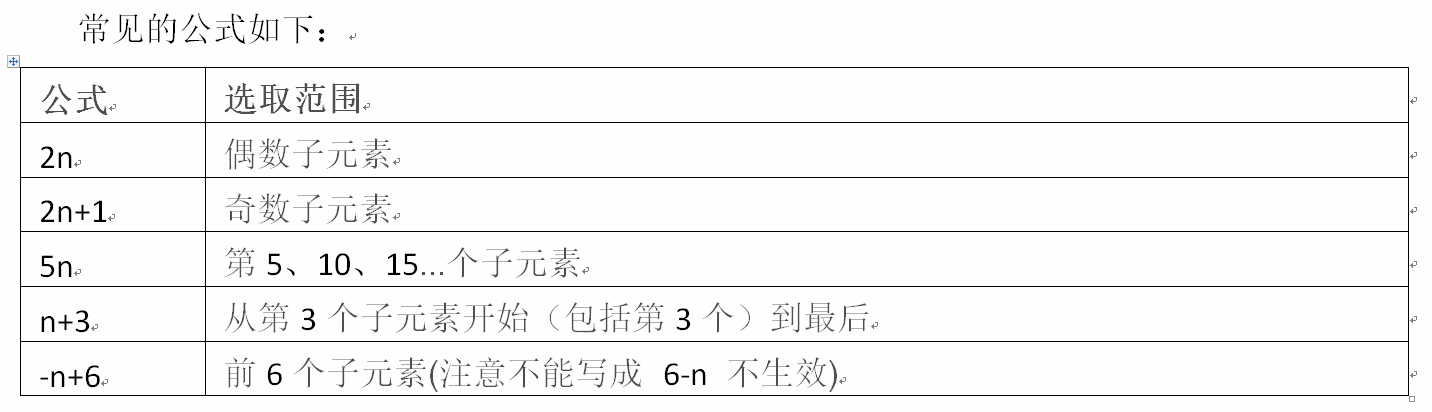 常见的公式如下：
公式 选取范围
2n 偶数子元素
2n+1 奇数子元素
5n 第 5、10、15...个子元素
n+3 从第 3 个子元素开始（包括第 3 个）到最后
-n+6 前 6 个子元素(注意不能写成 6-n 不生效)